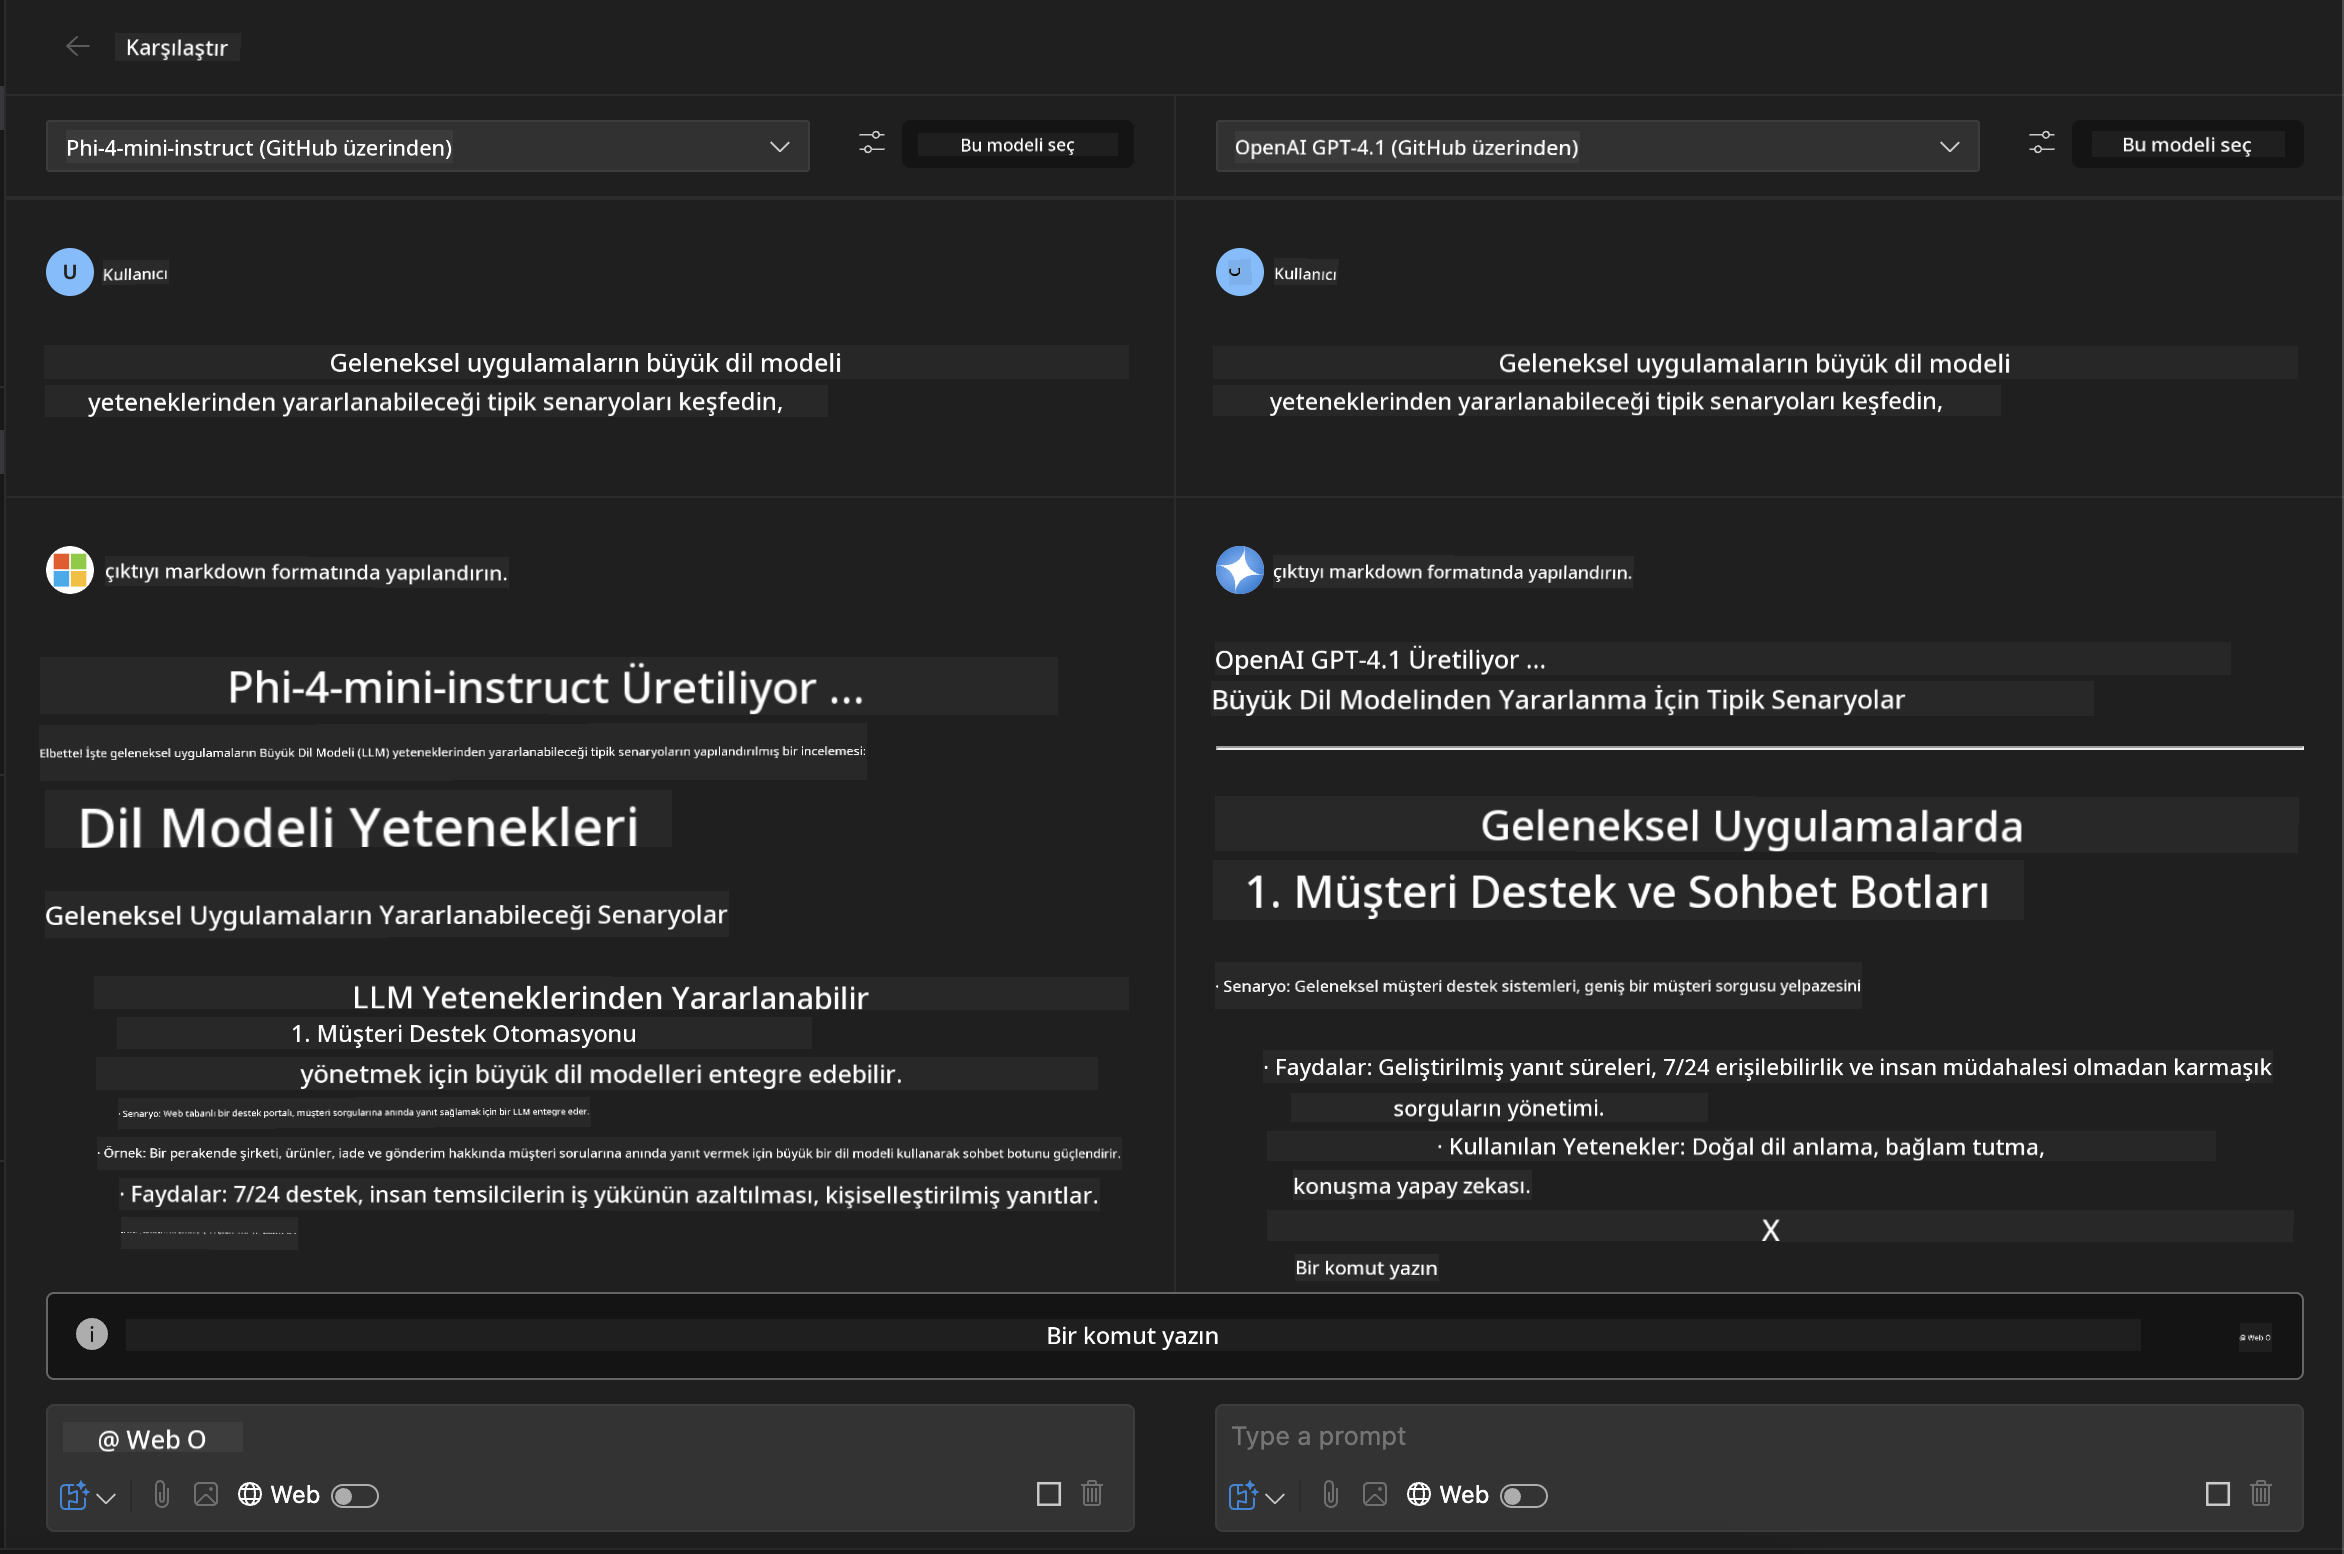 Karşılaştır
Phi-4-mini-instruct (GitHub üzerinden)
Bu modeli seç
U
Kullanıcı
Geleneksel uygulamaların büyük dil modeli
yeteneklerinden yararlanabileceği tipik senaryoları keşfedin,
çıktıyı markdown formatında yapılandırın.
Phi-4-mini-instruct Üretiliyor ...
Elbette! İşte geleneksel uygulamaların Büyük Dil Modeli (LLM) yeteneklerinden yararlanabileceği tipik senaryoların yapılandırılmış bir incelemesi:
Dil Modeli Yetenekleri
Geleneksel Uygulamaların Yararlanabileceği Senaryolar
LLM Yeteneklerinden Yararlanabilir
1. Müşteri Destek Otomasyonu
yönetmek için büyük dil modelleri entegre edebilir.
· Senaryo: Web tabanlı bir destek portalı, müşteri sorgularına anında yanıt sağlamak için bir LLM entegre eder.
· Örnek: Bir perakende şirketi, ürünler, iade ve gönderim hakkında müşteri sorularına anında yanıt vermek için büyük bir dil modeli kullanarak sohbet botunu güçlendirir.
· Faydalar: 7/24 destek, insan temsilcilerin iş yükünün azaltılması, kişiselleştirilmiş yanıtlar.
OpenAI GPT-4.1 (GitHub üzerinden)
Bu modeli seç
Kullanıcı
Geleneksel uygulamaların büyük dil modeli
yeteneklerinden yararlanabileceği tipik senaryoları keşfedin,
çıktıyı markdown formatında yapılandırın.
OpenAI GPT-4.1 Üretiliyor ...
Büyük Dil Modelinden Yararlanma İçin Tipik Senaryolar
Geleneksel Uygulamalarda
1. Müşteri Destek ve Sohbet Botları
· Senaryo: Geleneksel müşteri destek sistemleri, geniş bir müşteri sorgusu yelpazesini
· Faydalar: Geliştirilmiş yanıt süreleri, 7/24 erişilebilirlik ve insan müdahalesi olmadan karmaşık
sorguların yönetimi.
· Kullanılan Yetenekler: Doğal dil anlama, bağlam tutma,
konuşma yapay zekası.
X
Bir komut yazın
Bir komut yazın
@ Web O
@ Web O
Web
Type a prompt
Web